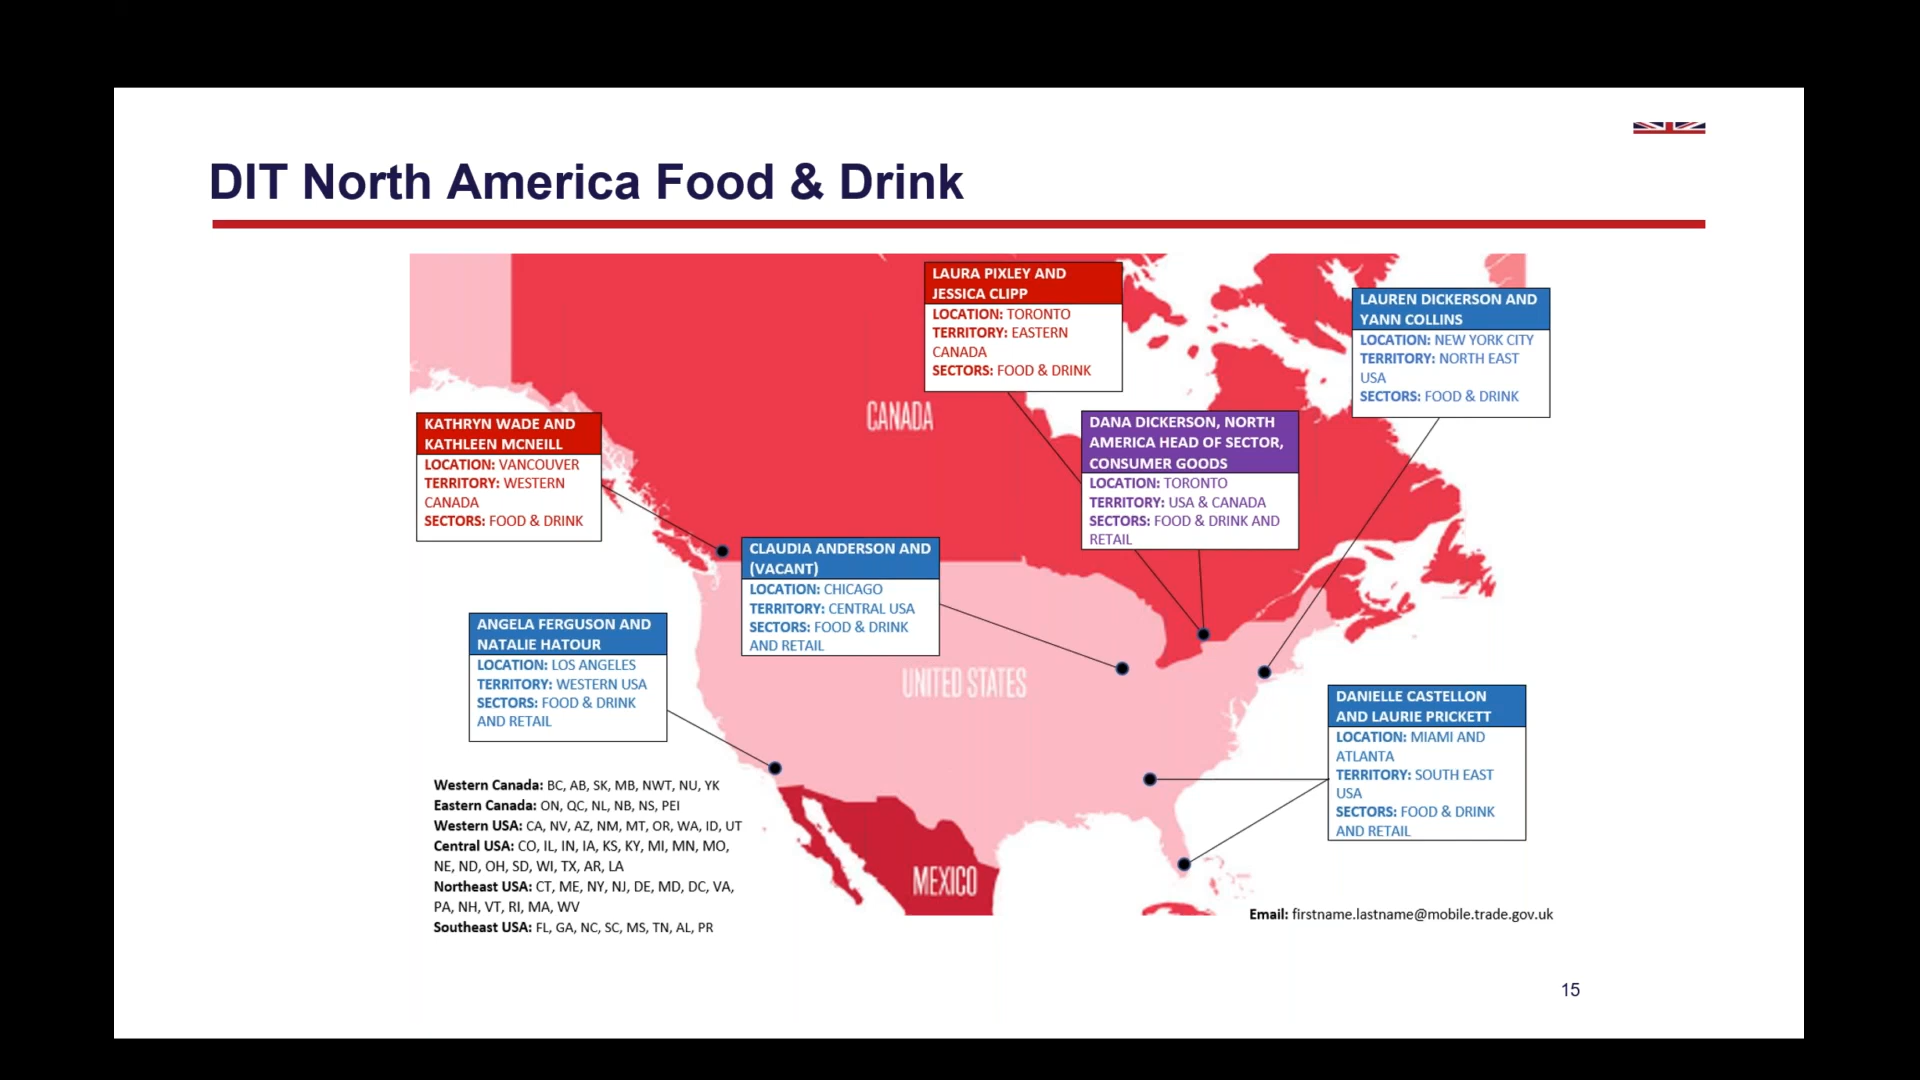 DIT North America Food & Drink
LAURA PIXLEY AND
JESSICA CLIPP
LOCATION: TORONTO
TERRITORY: EASTERN
CANADA
SECTORS: FOOD & DRINK
LAUREN DICKERSON AND
YANN COLLINS
LOCATION: NEW YORK CITY
TERRITORY: NORTH EAST
USA
SECTORS: FOOD & DRINK
CANADA
KATHRYN WADE AND
KATHLEEN MCNEILL
LOCATION: VANCOUVER
TERRITORY: WESTERN
CANADA
SECTORS: FOOD & DRINK
DANA DICKERSON, NORTH
AMERICA HEAD OF SECTOR,
CONSUMER GOODS
LOCATION: TORONTO
TERRITORY: USA & CANADA
SECTORS: FOOD & DRINK AND
RETAIL
CLAUDIA ANDERSON AND
(VACANT)
LOCATION: CHICAGO
TERRITORY: CENTRAL USA
SECTORS: FOOD & DRINK
AND RETAIL
ANGELA FERGUSON AND
NATALIE HATOUR
LOCATION: LOS ANGELES
TERRITORY: WESTERN USA
SECTORS: FOOD & DRINK
AND RETAIL
UNITED STATES
DANIELLE CASTELLON
AND LAURIE PRICKETT
LOCATION: MIAMI AND
ATLANTA
TERRITORY: SOUTH EAST
USA
SECTORS: FOOD & DRINK
AND RETAIL
Western Canada: BC, AB, SK, MB, NWT, NU, YK
Eastern Canada: ON, QC, NL, NB, NS, PEI
Western USA: CA, NV, AZ, NM, MT, OR, WA, ID, UT
Central USA: CO, IL, IN, IA, KS, KY, MI, MN, MO,
NE, ND, OH, SD, WI, TX, AR, LA
Northeast USA: CT, ME, NY, NJ, DE, MD, DC, VA,
PA, NH, VT, RI, MA, WV
Southeast USA: FL, GA, NC, SC, MS, TN, AL, PR
MEXICO
Email: firstname.lastname@mobile.trade.gov.uk
15